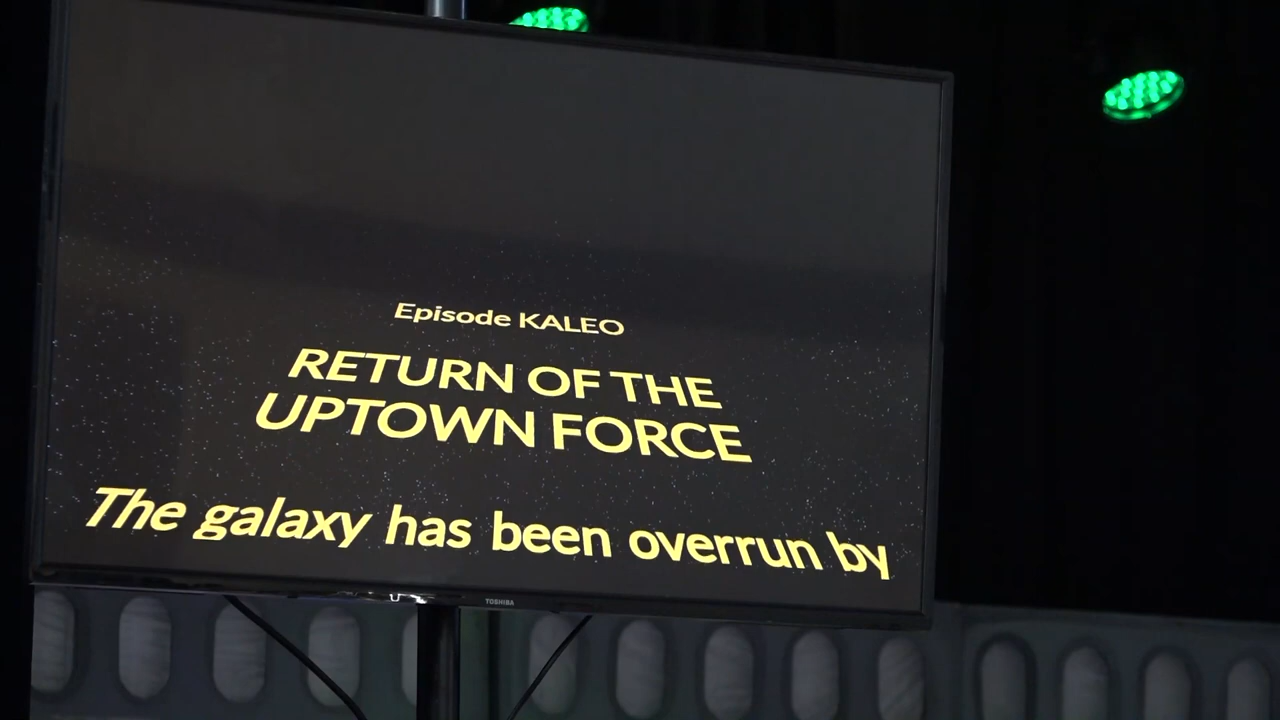 Episode KALEO
RETURN OF THE
UPTOWN FORCE
The galaxy has been overrun by
TOSHIBA